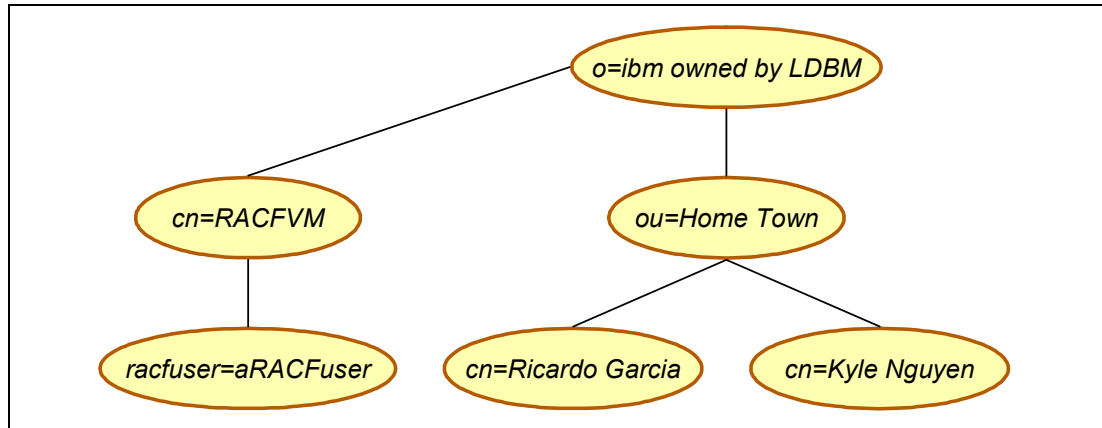 o=ibm owned by LDBM
cn=RACFVM
ou=Home Town
racfuser=aRACFuser
cn=Ricardo Garcia
cn=Kyle Nguyen